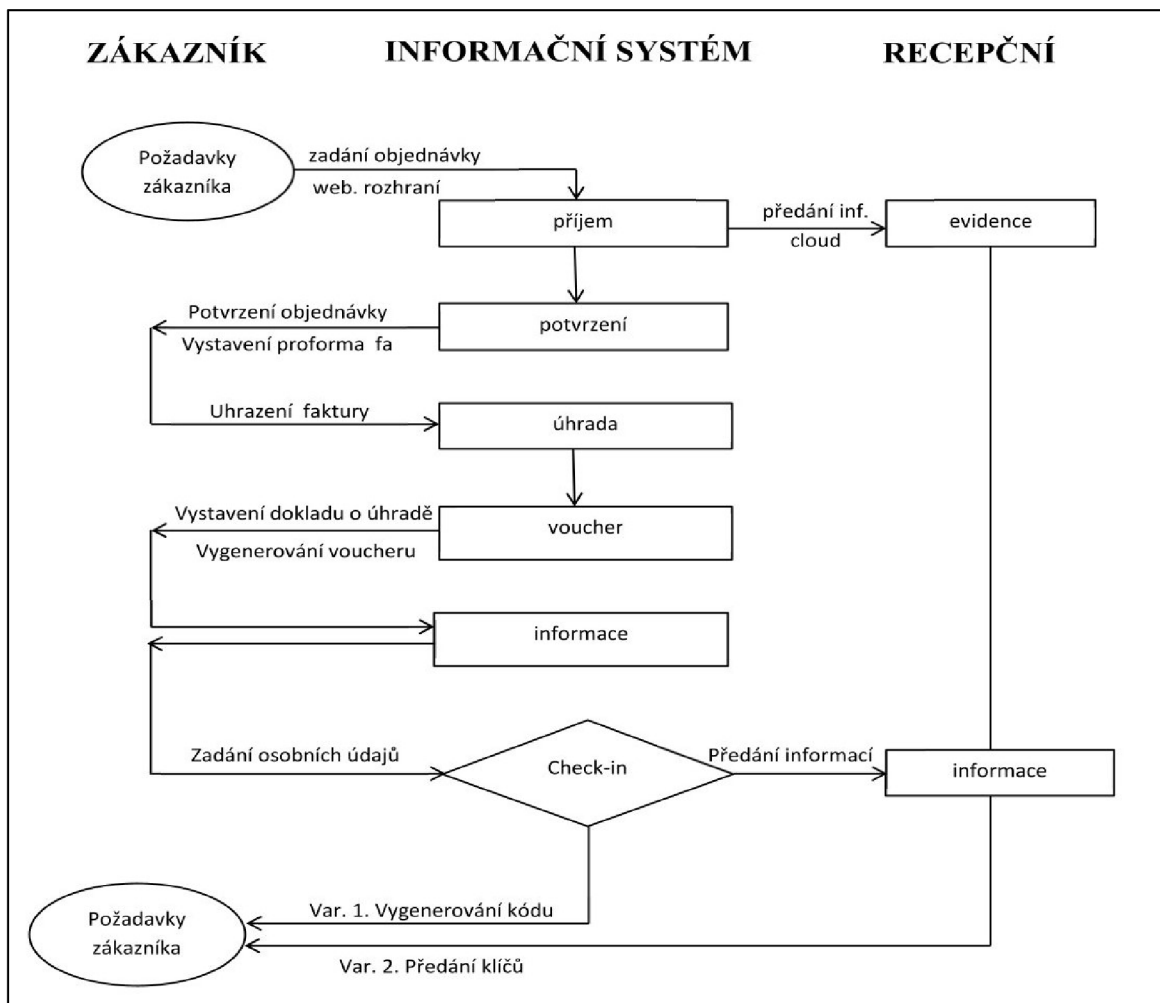 ZÁKAZNÍK INFORMAČNÍ SYSTÉM RECEPČNÍ
Požadavky
zákazníka
zadání objednávky
web. rozhraní
příjem
předání inf.
cloud
evidence
Potvrzení objednávky
Vystavení proforma fa
potvrzení
Uhrazení faktury
úhrada
Vystavení dokladu o úhradě
Vygenerování voucheru
voucher
informace
Zadání osobních údajů
Check-in
Předání informací
informace
Var. 1. Vygenerování kódu
Požadavky
zákazníka
Var. 2. Předání klíčů